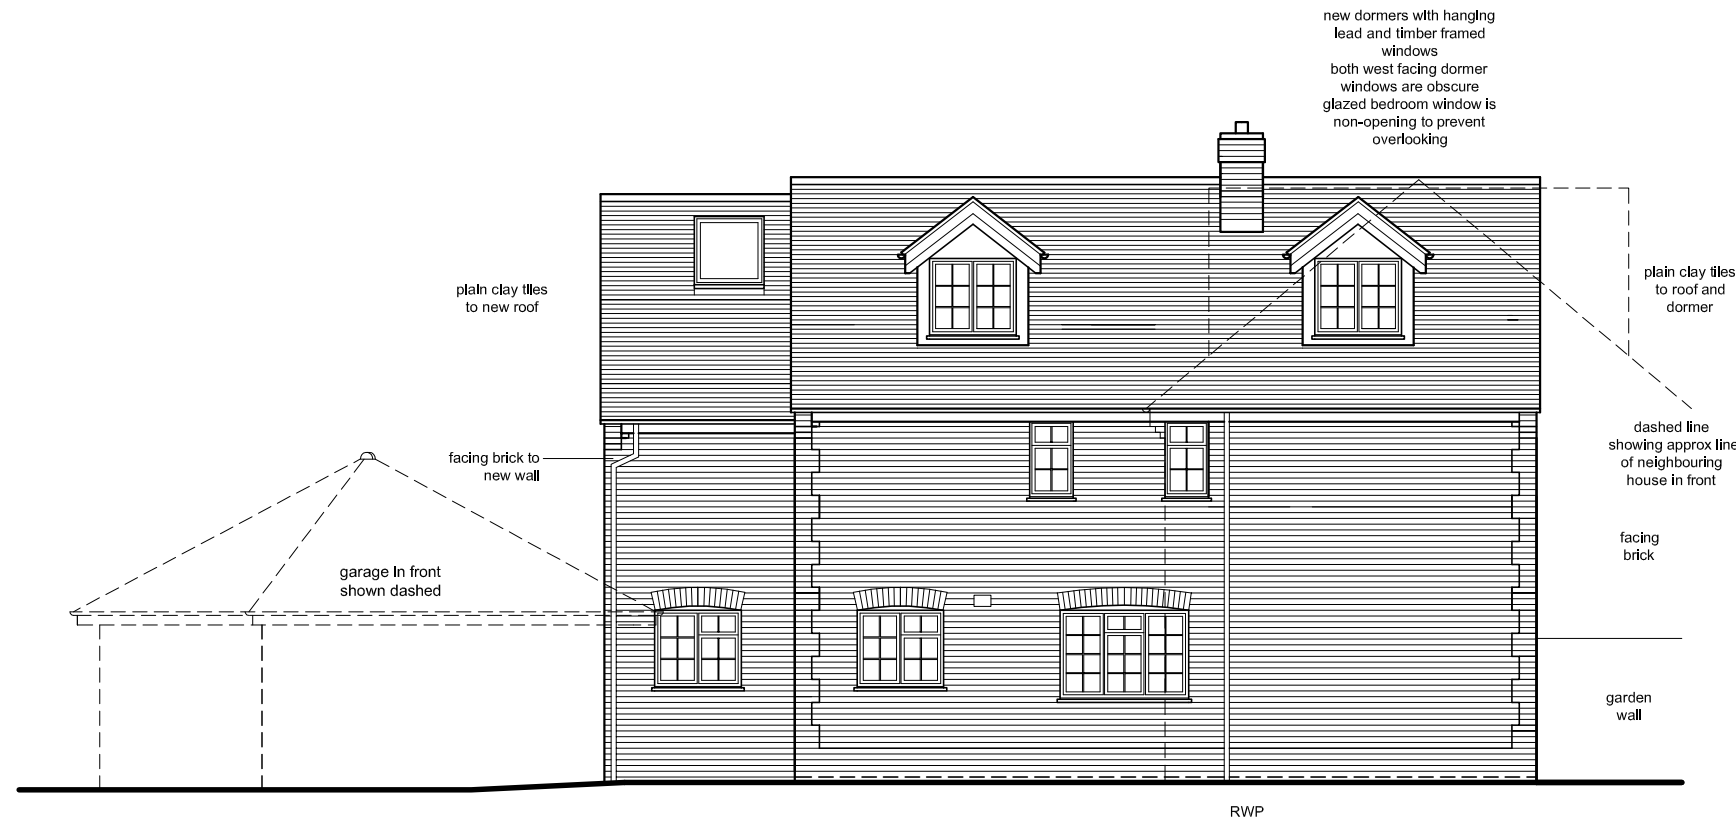 new dormers with hanging
lead and timber framed
windows
both west facing dormer
windows are obscure
glazed bedroom window is
non-opening to prevent
overlooking
plain clay tiles
to new roof
plain clay tiles
to roof and
dormer
facing brick to
new wall
dashed line
showing approx line
of neighbouring
house in front
facing
brick
garage in front
shown dashed
garden
wall
RWP